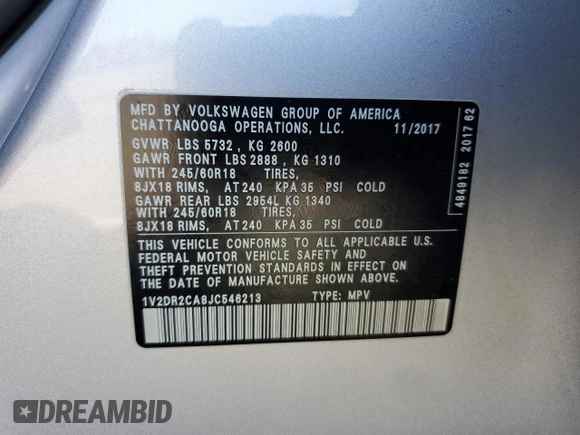 MFD BY VOLKSWAGEN GROUP OF AMERICA
CHATTANOOGA OPERATIONS, LLC. 11/2017
GVWR LBS 5732 , KG 2600
GAWR FRONT LBS 2888 , KG 1310
WITH 245/60R18 TIRES,
8JX18 RIMS, AT 240 KPA 35 PSI COLD
GAWR REAR LBS 2954L KG 1340
WITH 245/60R18 TIRES,
8JX18 RIMS, AT 240 KPA 35 PSI COLD
THIS VEHICLE CONFORMS TO ALL APPLICABLE U.S.
FEDERAL MOTOR VEHICLE SAFETY AND
THEFT PREVENTION STANDARDS IN EFFECT ON
THE DATE OF MANUFACTURE SHOWN ABOVE.
1V2DR2CA8JC546213 TYPE: MPV
4849182 2017 62
DREAMBID